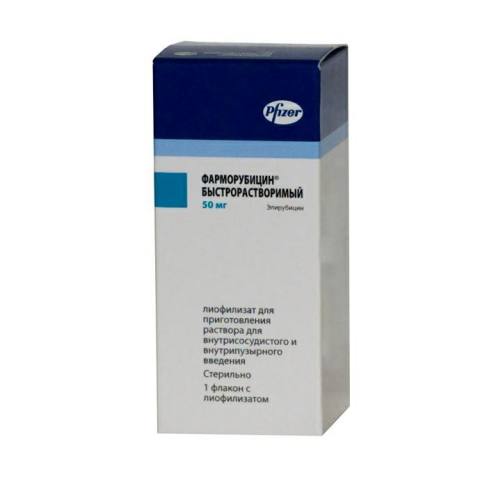 Pfizer
ФАРМОРУБИЦИН®
БЫСТРОРАСТВОРИМЫЙ
50 мг
Эпирубицин
лиофилизат для
приготовления
раствора для
внутрисосудистого и
внутрипузырного
введения
Стерильно
1 флакон с
лиофилизатом